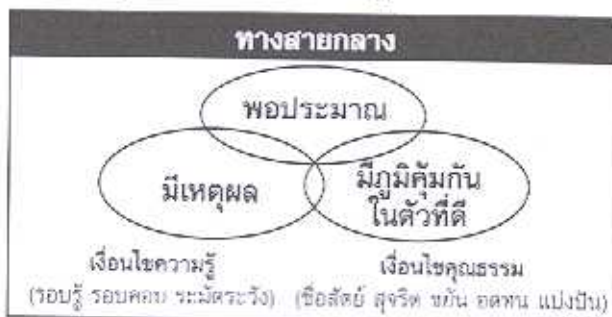 ทางสายกลาง
พอประมาณ
มีเหตุผล
มีภูมิคุ้มกัน
ในตัวที่ดี
เงื่อนไขความรู้
(รอบรู้ รอบคอบ ระมัดระวัง)
เงื่อนไขคุณธรรม
(ซื่อสัตย์ สุจริต ขยัน อดทน แบ่งปัน)